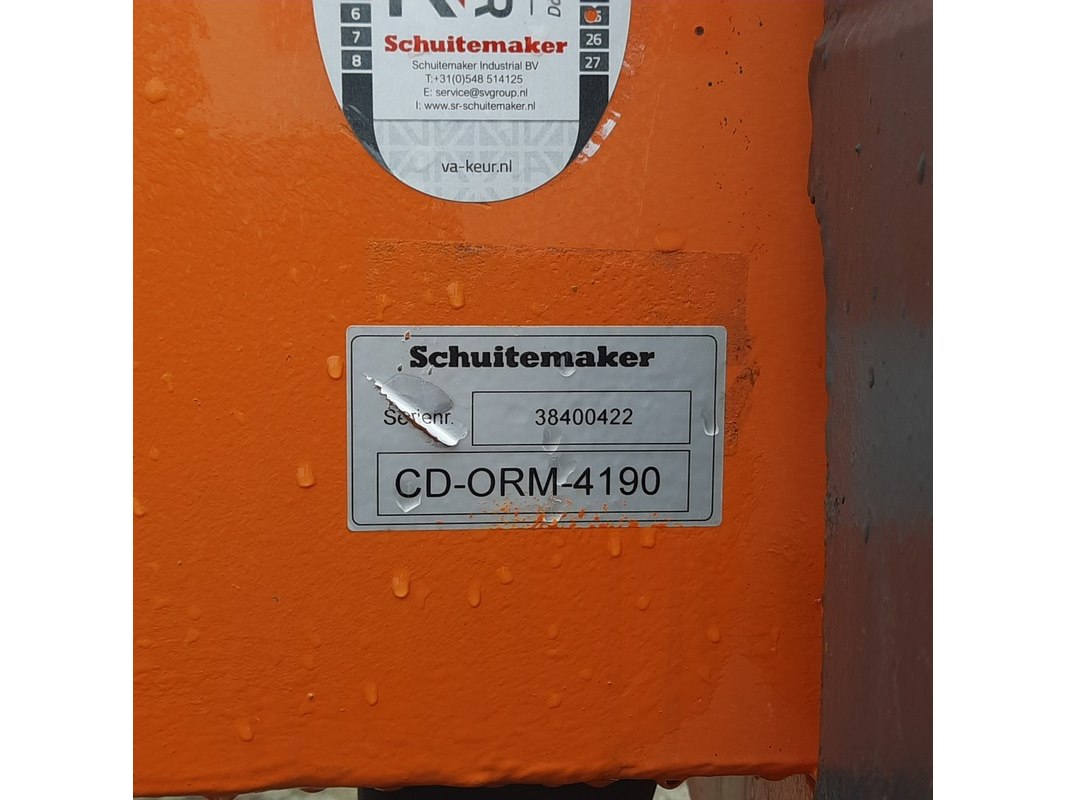 6
7
8
26
27
Schuitemaker
Schuitemaker Industrial BV
T:+31(0)548 514125
E: service@svgroup.nl
I: www.sr-schuitemaker.nl
va-keur.nl
Schuitemaker
Serienr. 38400422
CD-ORM-4190